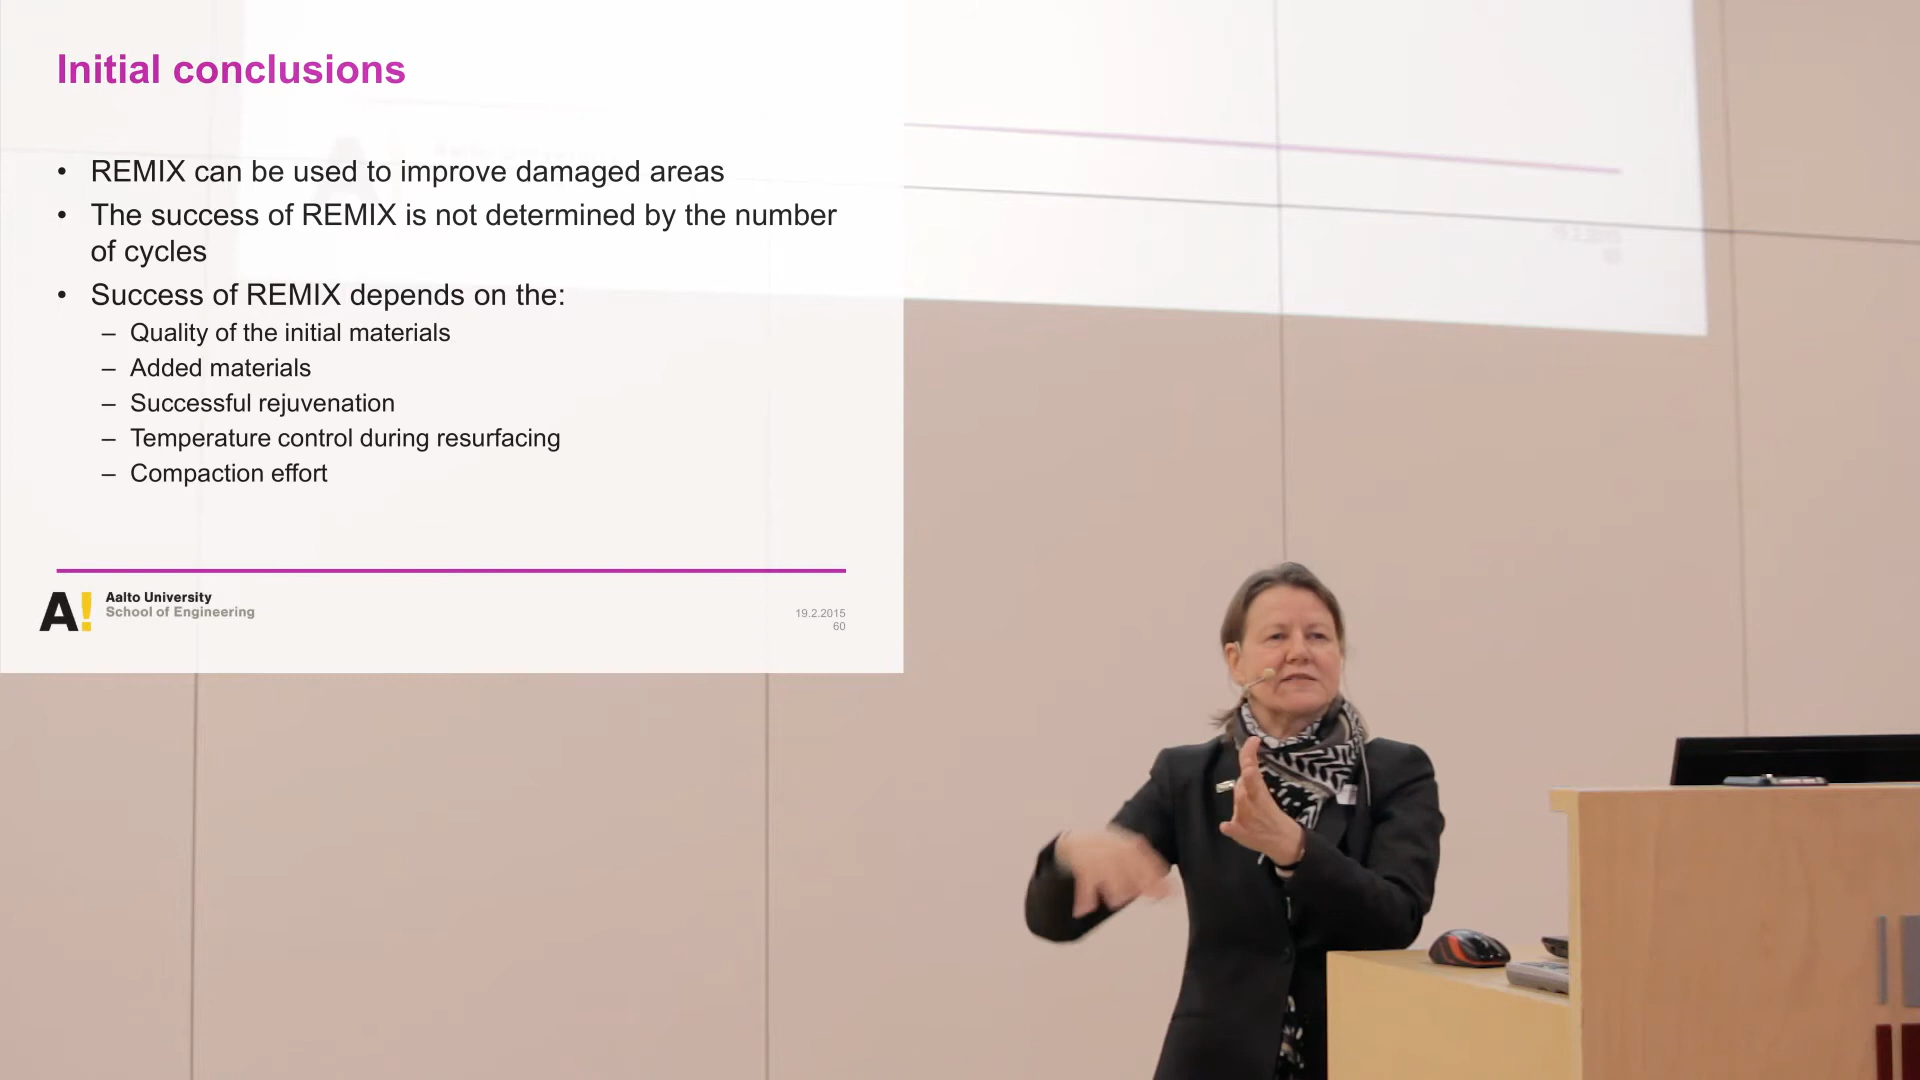 Initial conclusions
• REMIX can be used to improve damaged areas
• The success of REMIX is not determined by the number
of cycles
• Success of REMIX depends on the:
– Quality of the initial materials
– Added materials
– Successful rejuvenation
– Temperature control during resurfacing
– Compaction effort
A! Aalto University
School of Engineering
19.2.2015
60